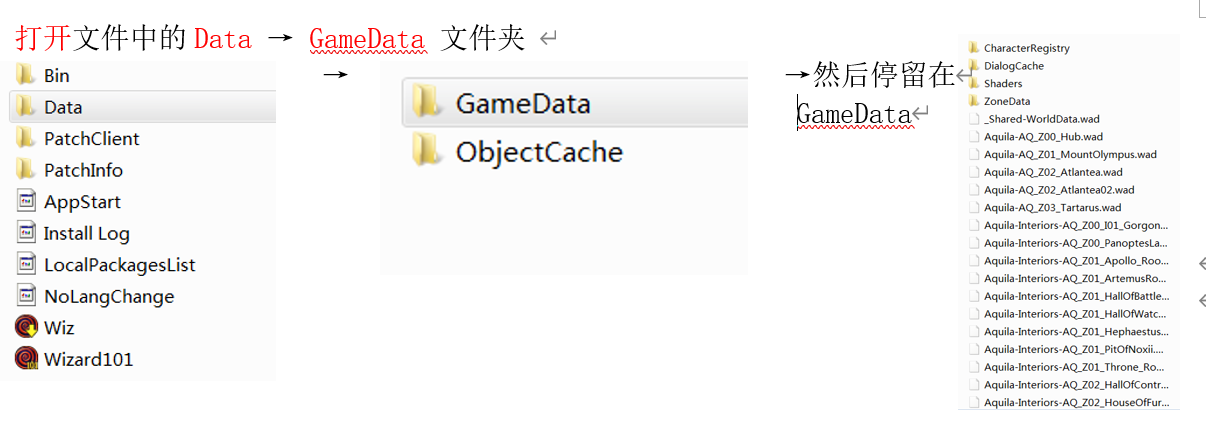 打开文件中的 Data → GameData 文件夹
→
→然后停留在
GameData
Bin
Data
PatchClient
PatchInfo
AppStart
Install Log
LocalPackagesList
NoLangChange
Wiz
Wizard101
GameData
ObjectCache
CharacterRegistry
DialogCache
Shaders
ZoneData
_Shared-WorldData.wad
Aquila-AQ_Z00_Hub.wad
Aquila-AQ_Z01_MountOlympus.wad
Aquila-AQ_Z02_Atlantea.wad
Aquila-AQ_Z02_Atlantea02.wad
Aquila-AQ_Z03_Tartarus.wad
Aquila-Interiors-AQ_Z00_I01_Gorgon...
Aquila-Interiors-AQ_Z00_PanoptesLa...
Aquila-Interiors-AQ_Z01_Apollo_Roo...
Aquila-Interiors-AQ_Z01_ArtemusRo...
Aquila-Interiors-AQ_Z01_HallOfBattle...
Aquila-Interiors-AQ_Z01_HallOfWatc...
Aquila-Interiors-AQ_Z01_Hephaestus...
Aquila-Interiors-AQ_Z01_PitOfNoxii....
Aquila-Interiors-AQ_Z01_Throne_Ro...
Aquila-Interiors-AQ_Z02_HallOfContr...
Aquila-Interiors-AQ_Z02_HouseOfFur...